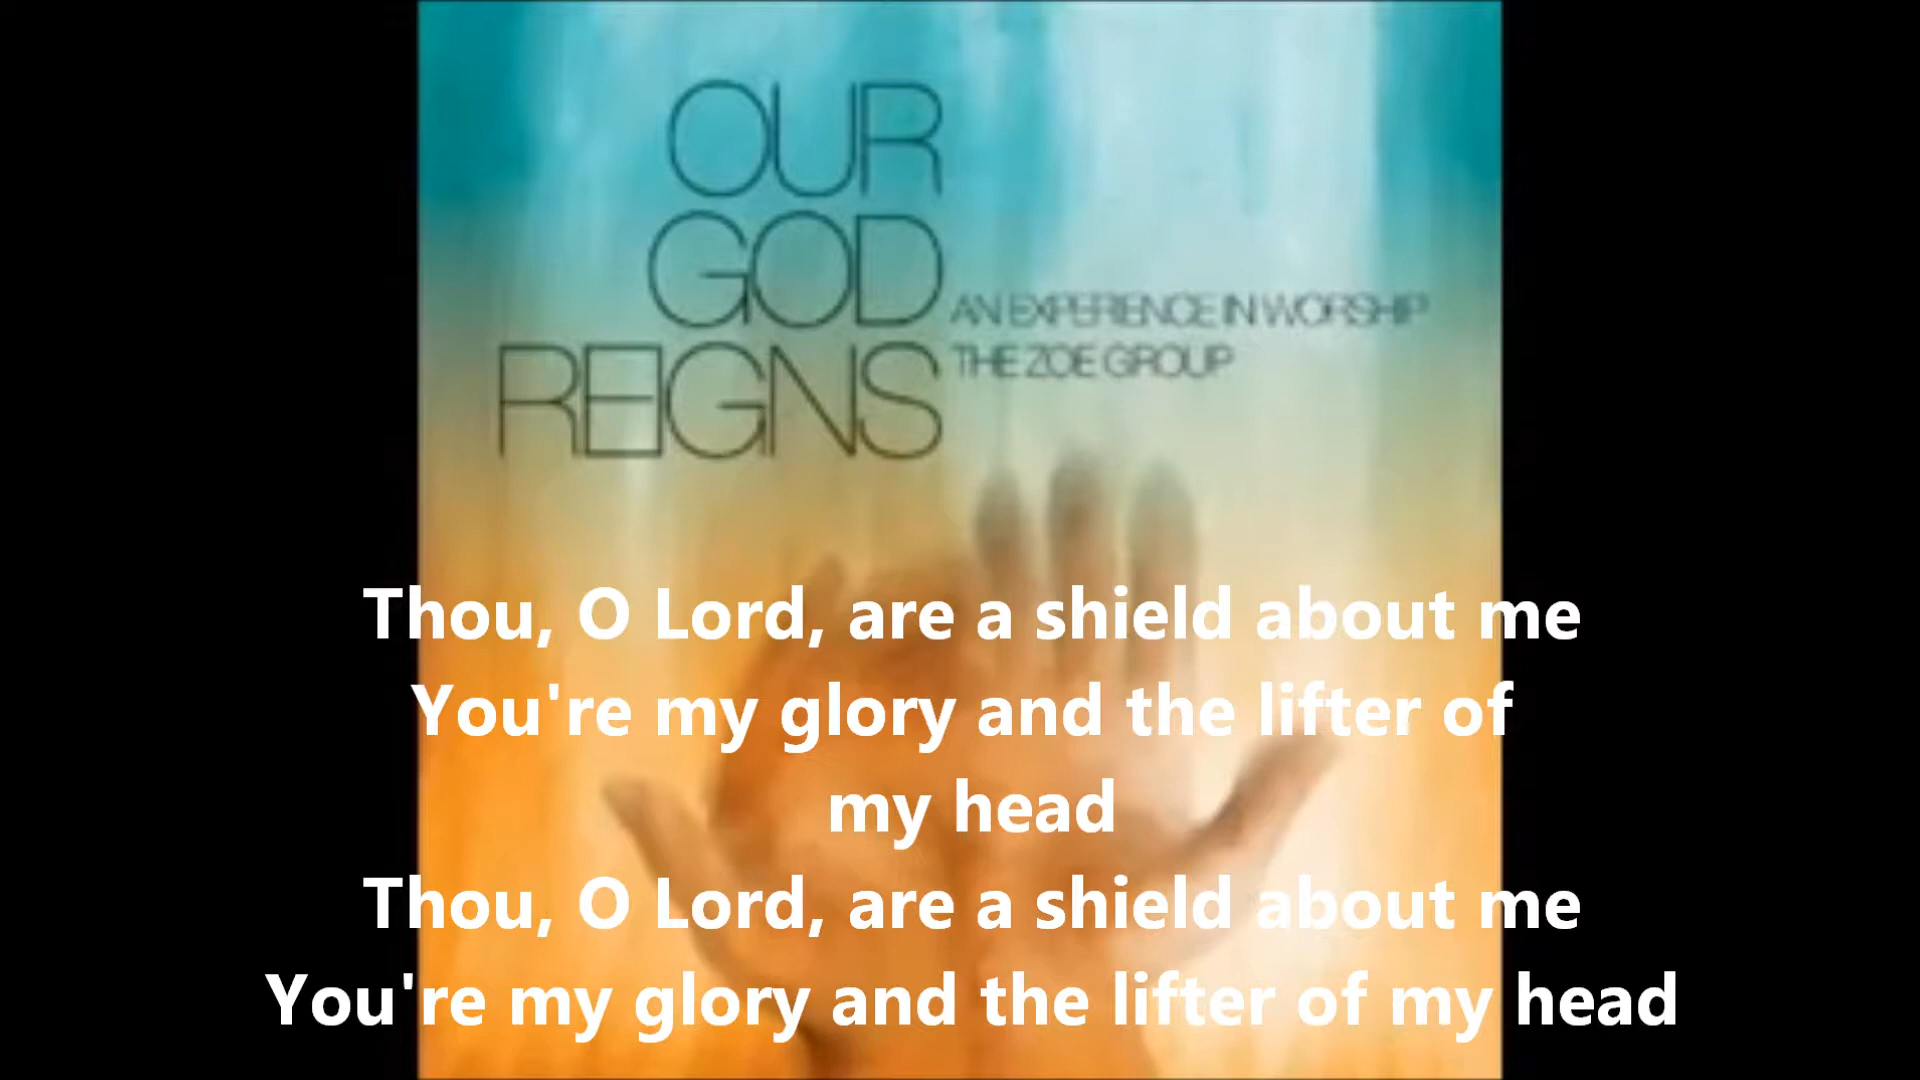 OUR
GOD
REIGNS
AN EXPERIENCE IN WORSHIP
THE ZOE GROUP
Thou, O Lord, are a shield about me
You're my glory and the lifter of
my head
Thou, O Lord, are a shield about me
You're my glory and the lifter of my head